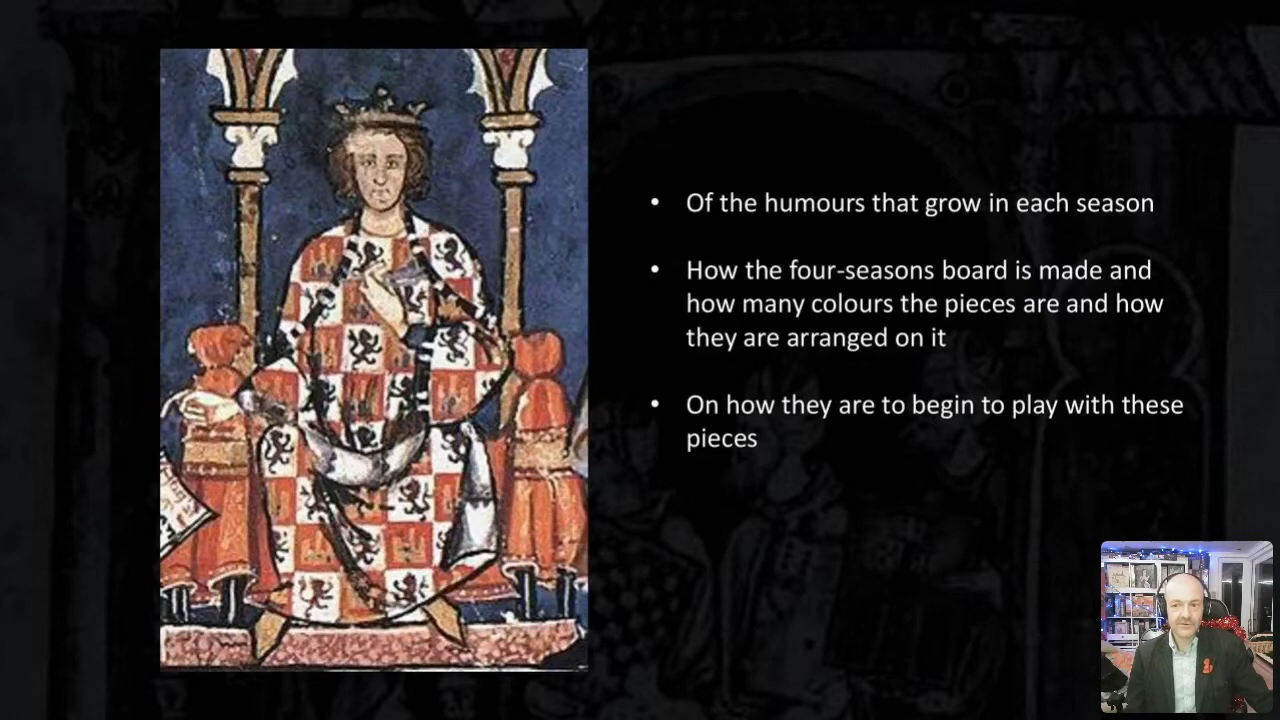 • Of the humours that grow in each season
• How the four-seasons board is made and
how many colours the pieces are and how
they are arranged on it
• On how they are to begin to play with these
pieces